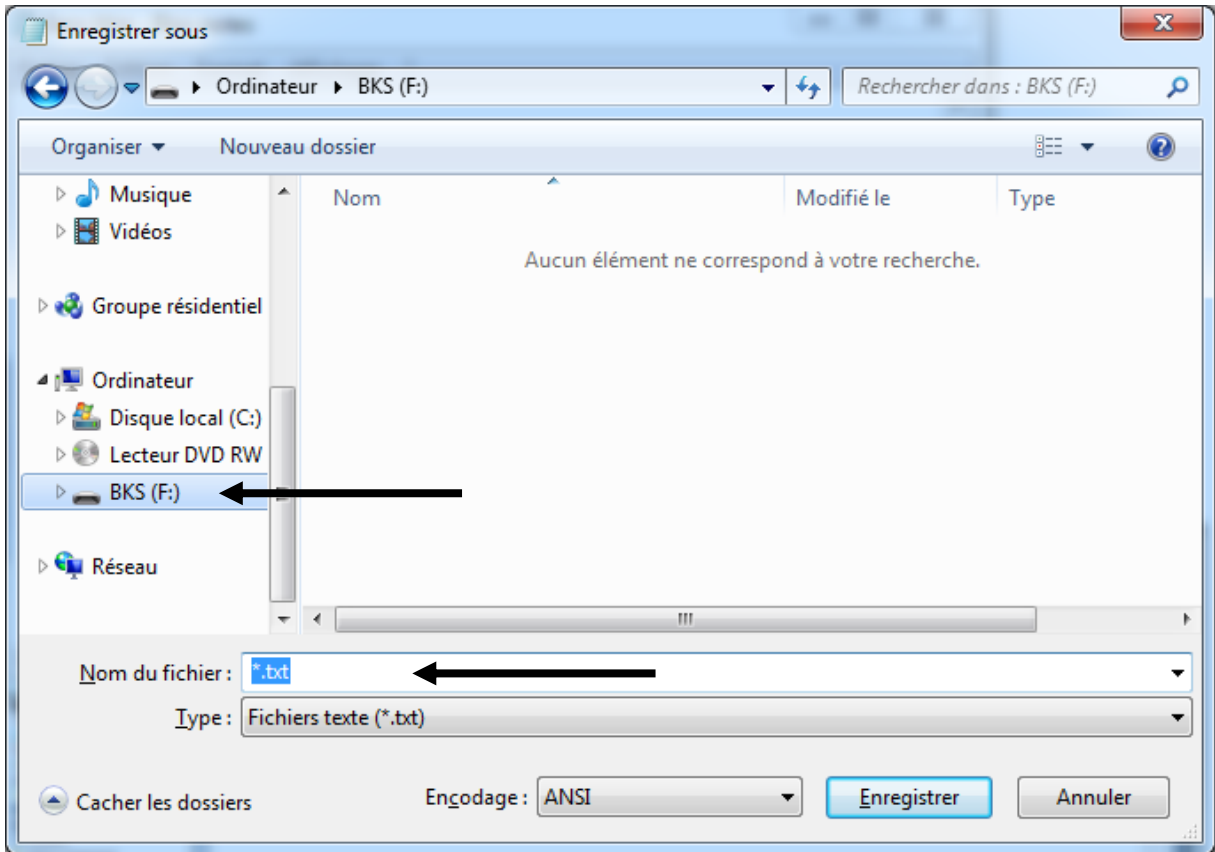 Enregistrer sous
Ordinateur BKS (F:)
Rechercher dans : BKS (F:)
Organiser Nouveau dossier
Musique
Vidéos
Groupe résidentiel
Ordinateur
Disque local (C:)
Lecteur DVD RW
BKS (F:)
Réseau
Nom Modifié le Type
Aucun élément ne correspond à votre recherche.
Nom du fichier : *.txt
Type : Fichiers texte (*.txt)
Cacher les dossiers
Encodage : ANSI
Enregistrer
Annuler